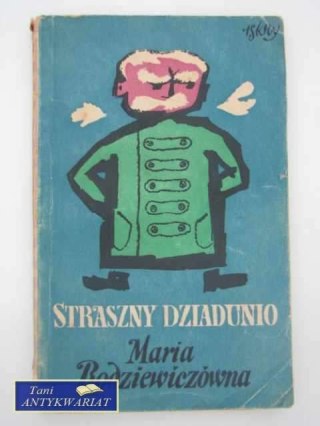 STRASZNY DZIADUNIO
Maria
Rodziewiczówna
Tani
ANTYKWARIAT